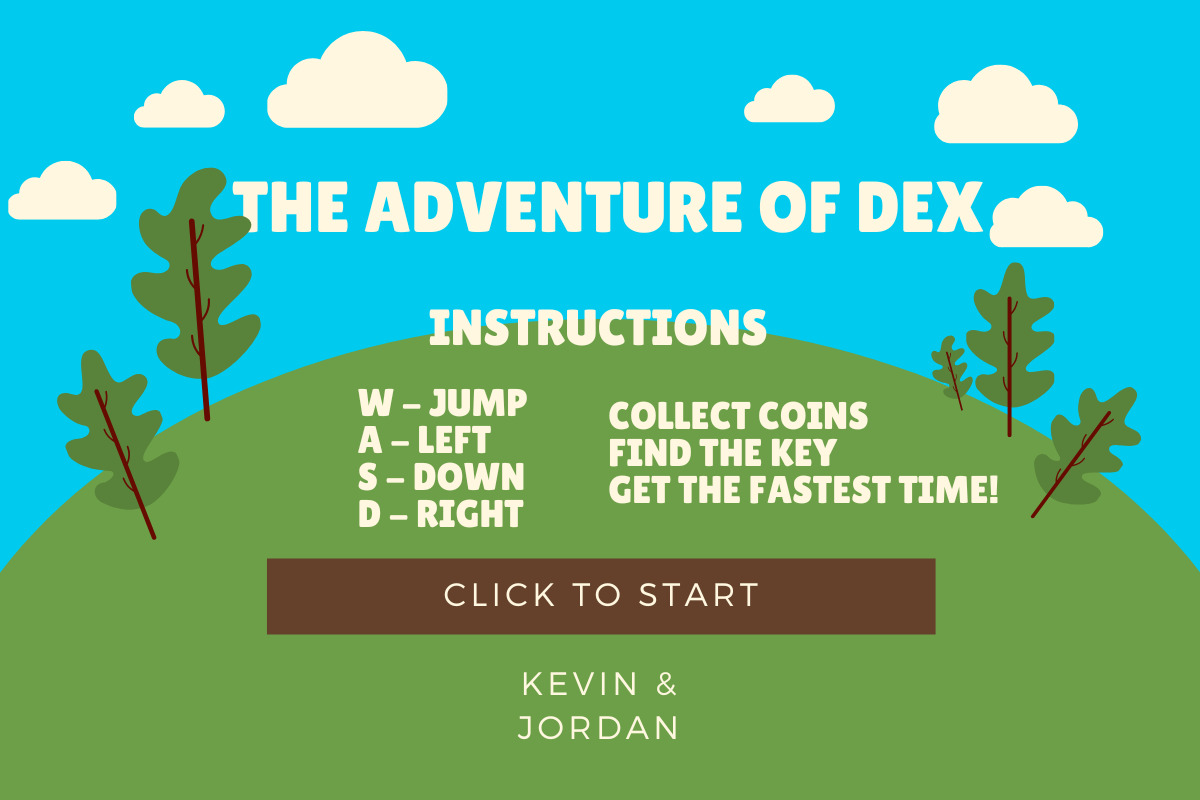 THE ADVENTURE OF DEX
INSTRUCTIONS
W – JUMP
A – LEFT
S – DOWN
D – RIGHT
COLLECT COINS
FIND THE KEY
GET THE FASTEST TIME!
CLICK TO START
KEVIN &
JORDAN